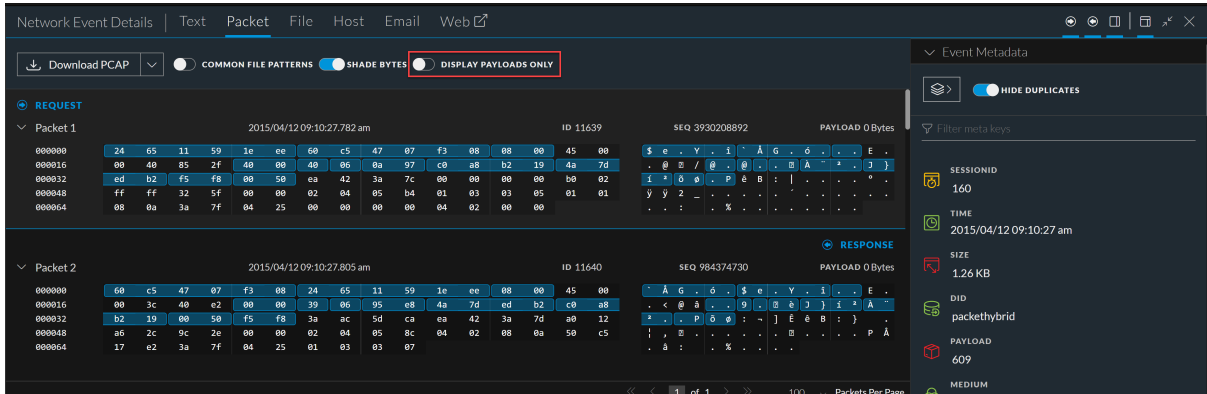 Network Event Details Text Packet File Host Email Web
Download PCAP COMMON FILE PATTERNS SHADE BYTES DISPLAY PAYLOADS ONLY
REQUEST
Packet 1 2015/04/12 09:10:27.782 am ID 11639 SEQ 3930208892 PAYLOAD 0 Bytes
000000 24 65 11 59 1e ee 60 c5 47 07 f3 08 08 00 45 00 $ e . Y . î ` Å G . ó . . . E .
000016 00 40 85 2f 40 00 40 06 0a 97 c0 a8 b2 19 4a 7d . @ / @ . @ . . À ¨ ² . J }
000032 ed b2 f5 f8 00 50 ea 42 3a 7c 00 00 00 00 b0 02 í ² õ ø . P ê B : | . . . . ° .
000048 ff ff 32 5f 00 00 02 04 05 b4 01 03 03 05 01 01 ÿ ÿ 2 _ . . . . . ´ . . . . . .
000064 08 0a 3a 7f 04 25 00 00 00 00 04 02 00 00 . . : . . % . . . . . . . .
RESPONSE
Packet 2 2015/04/12 09:10:27.805 am ID 11640 SEQ 984374730 PAYLOAD 0 Bytes
000000 60 c5 47 07 f3 08 24 65 11 59 1e ee 08 00 45 00 ` Å G . ó . $ e . Y . î . . E .
000016 00 3c 40 e2 00 00 39 06 95 e8 4a 7d ed b2 c0 a8 . < @ â . . 9 . è J } í ² À ¨
000032 b2 19 00 50 f5 f8 3a ac 5d ca ea 42 3a 7d a0 12 ² . . P õ ø : ¬ ] Ê ê B : } .
000048 a6 2c 9c 2e 00 00 02 04 05 8c 04 02 08 0a 50 c5 ¦ , . . . . . . . . . . P Å
000064 17 e2 3a 7f 04 25 01 03 03 07 . â : . . % . . . .
1 of 1 100 Packets Per Page
Event Metadata
HIDE DUPLICATES
Filter meta keys
SESSIONID
160
TIME
2015/04/12 09:10:27 am
SIZE
1.26 KB
DID
packethybrid
PAYLOAD
609
MEDIUM